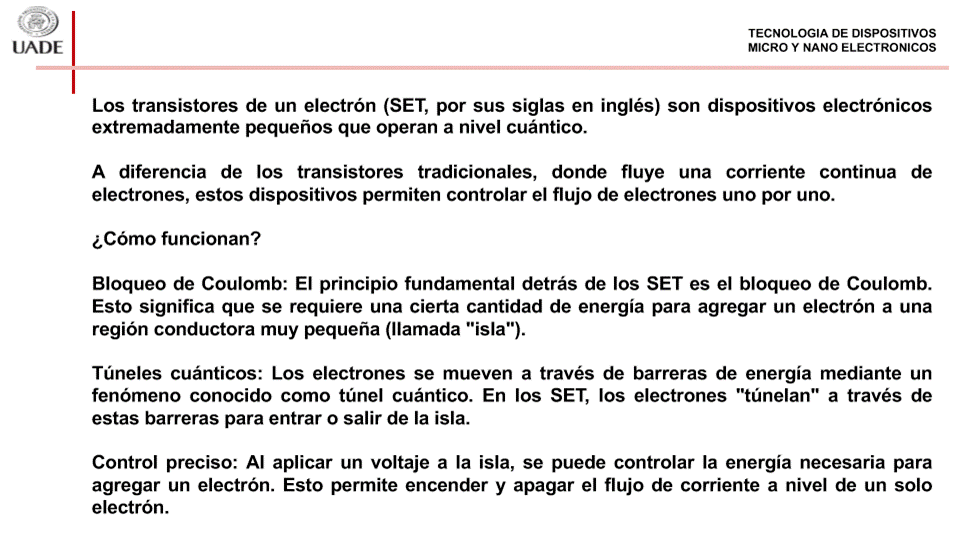 UADE
TECNOLOGIA DE DISPOSITIVOS
MICRO Y NANO ELECTRONICOS
Los transistores de un electrón (SET, por sus siglas en inglés) son dispositivos electrónicos
extremadamente pequeños que operan a nivel cuántico.
A diferencia de los transistores tradicionales, donde fluye una corriente continua de
electrones, estos dispositivos permiten controlar el flujo de electrones uno por uno.
¿Cómo funcionan?
Bloqueo de Coulomb: El principio fundamental detrás de los SET es el bloqueo de Coulomb.
Esto significa que se requiere una cierta cantidad de energía para agregar un electrón a una
región conductora muy pequeña (llamada "isla").
Túneles cuánticos: Los electrones se mueven a través de barreras de energía mediante un
fenómeno conocido como túnel cuántico. En los SET, los electrones "túnelan" a través de
estas barreras para entrar o salir de la isla.
Control preciso: Al aplicar un voltaje a la isla, se puede controlar la energía necesaria para
agregar un electrón. Esto permite encender y apagar el flujo de corriente a nivel de un solo
electrón.